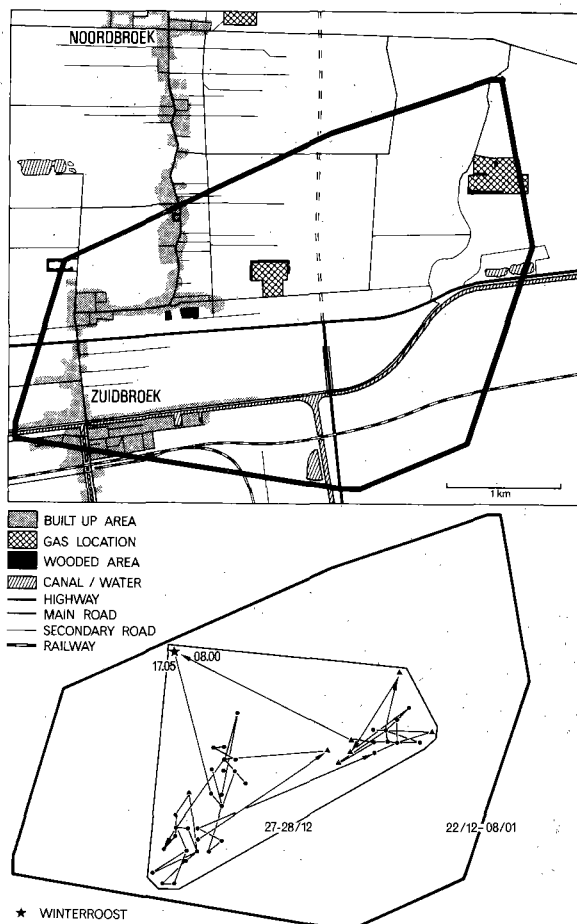 NOORDBROEK
ZUIDBROEK
1 km
BUILT UP AREA
GAS LOCATION
WOODED AREA
CANAL / WATER
HIGHWAY
MAIN ROAD
SECONDARY ROAD
RAILWAY
17.05 08.00
27-28/12
22/12-08/01
★ WINTERROOST